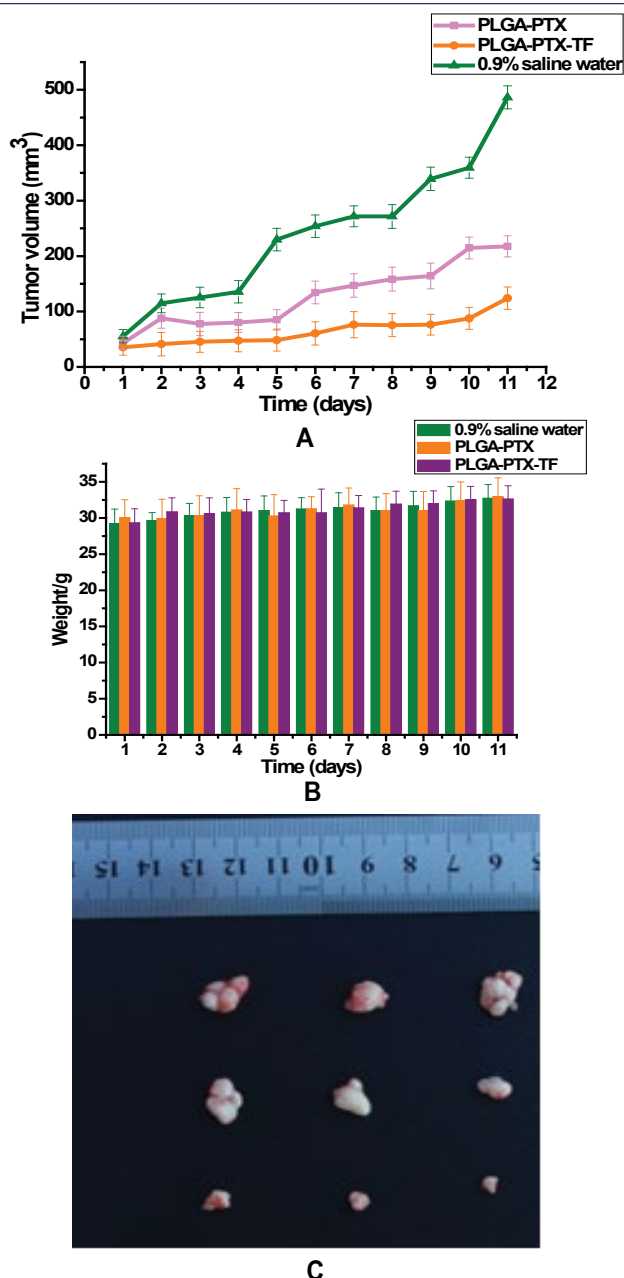 PLGA-PTX
PLGA-PTX-TF
0.9% saline water
Tumor volume (mm³)
500
400
300
200
100
0
0 1 2 3 4 5 6 7 8 9 10 11 12
Time (days)
A
0.9% saline water
PLGA-PTX
PLGA-PTX-TF
Weight/g
35
30
25
20
15
10
5
0
1 2 3 4 5 6 7 8 9 10 11
Time (days)
B
15 14 13 12 11 10 1 9 8 7 6 5
C